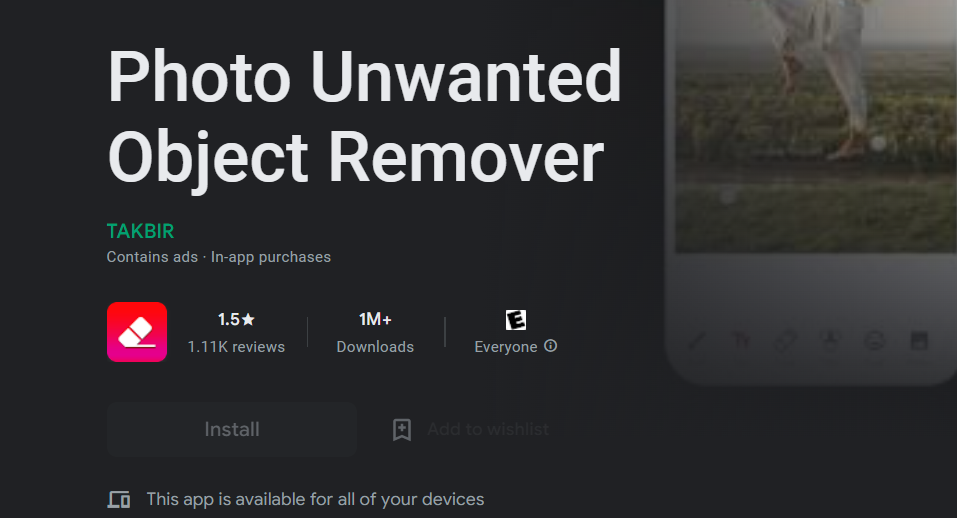 Photo Unwanted
Object Remover
TAKBIR
Contains ads · In-app purchases
1.5★
1.11K reviews
1M+
Downloads
E
Everyone
Install
Add to wishlist
This app is available for all of your devices